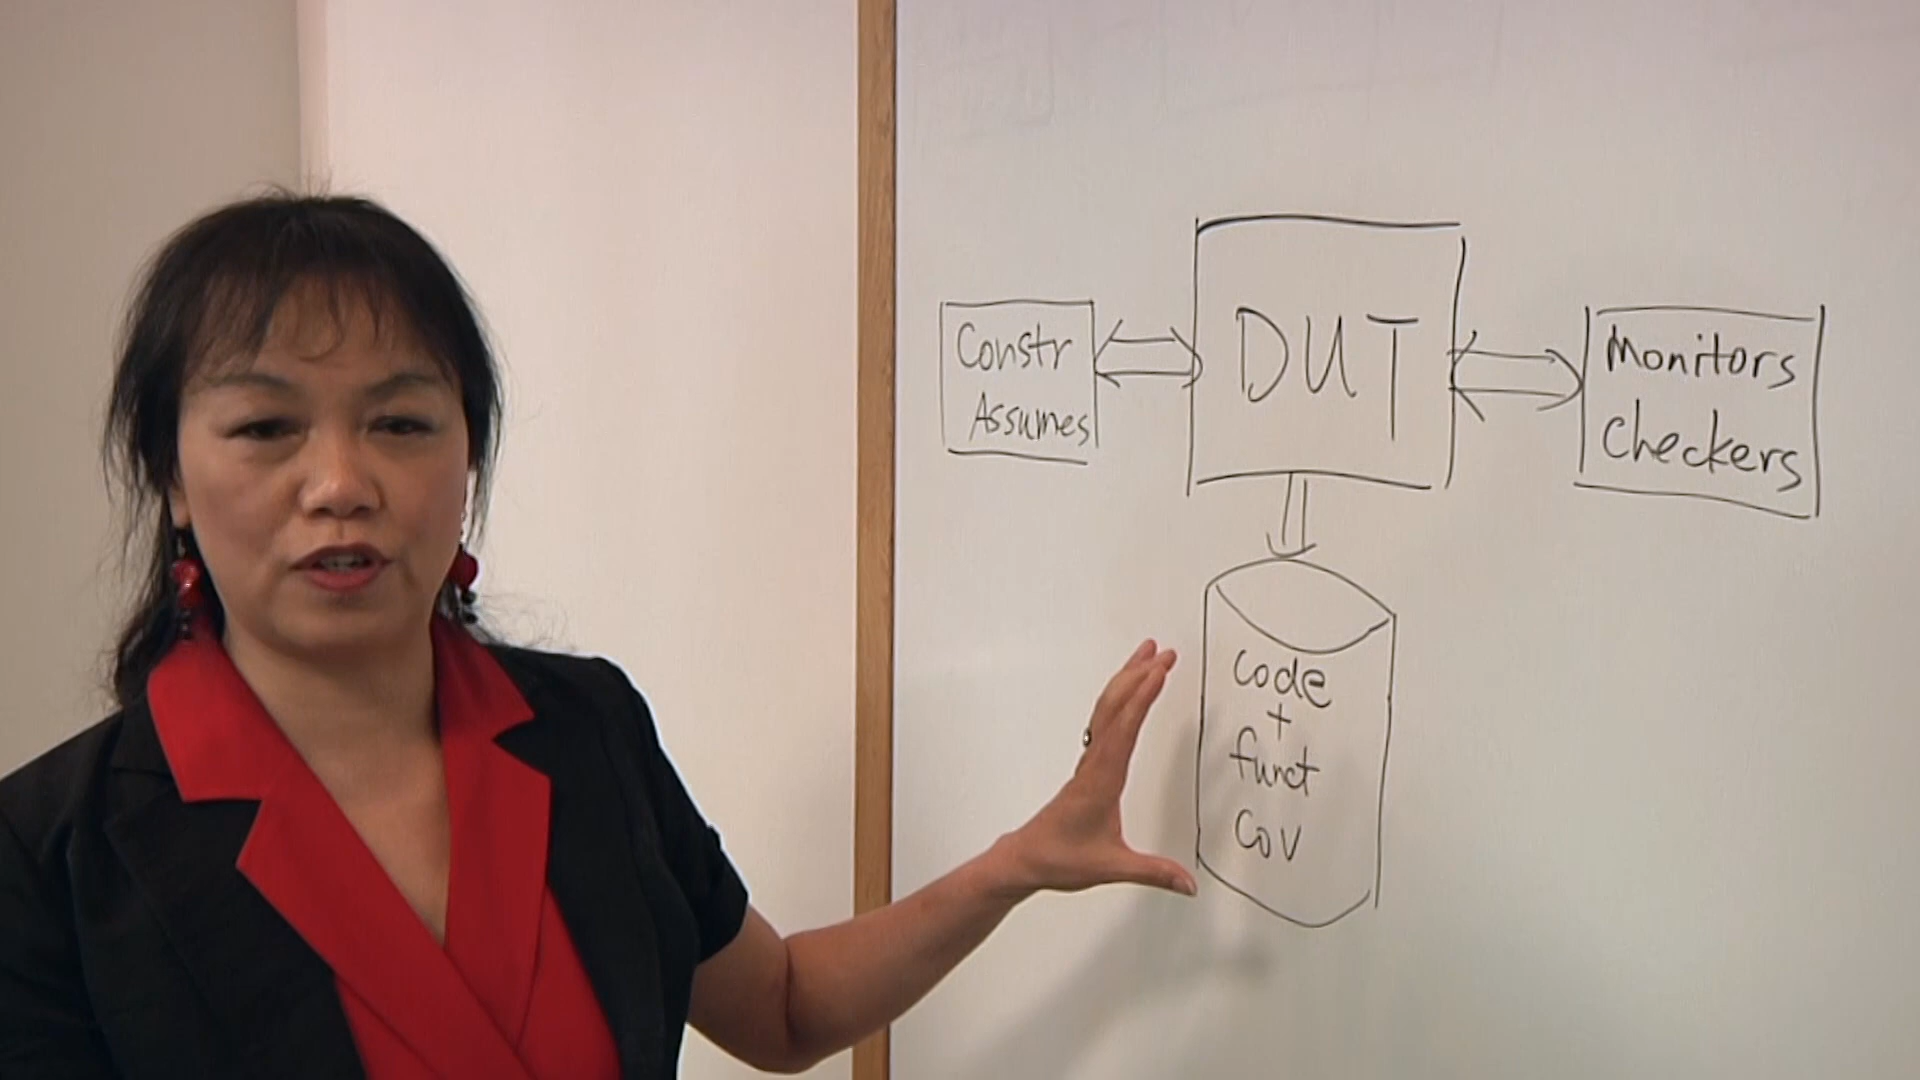 Constr
Assumes
DUT
Monitors
Checkers
Code
+
funct
Cov